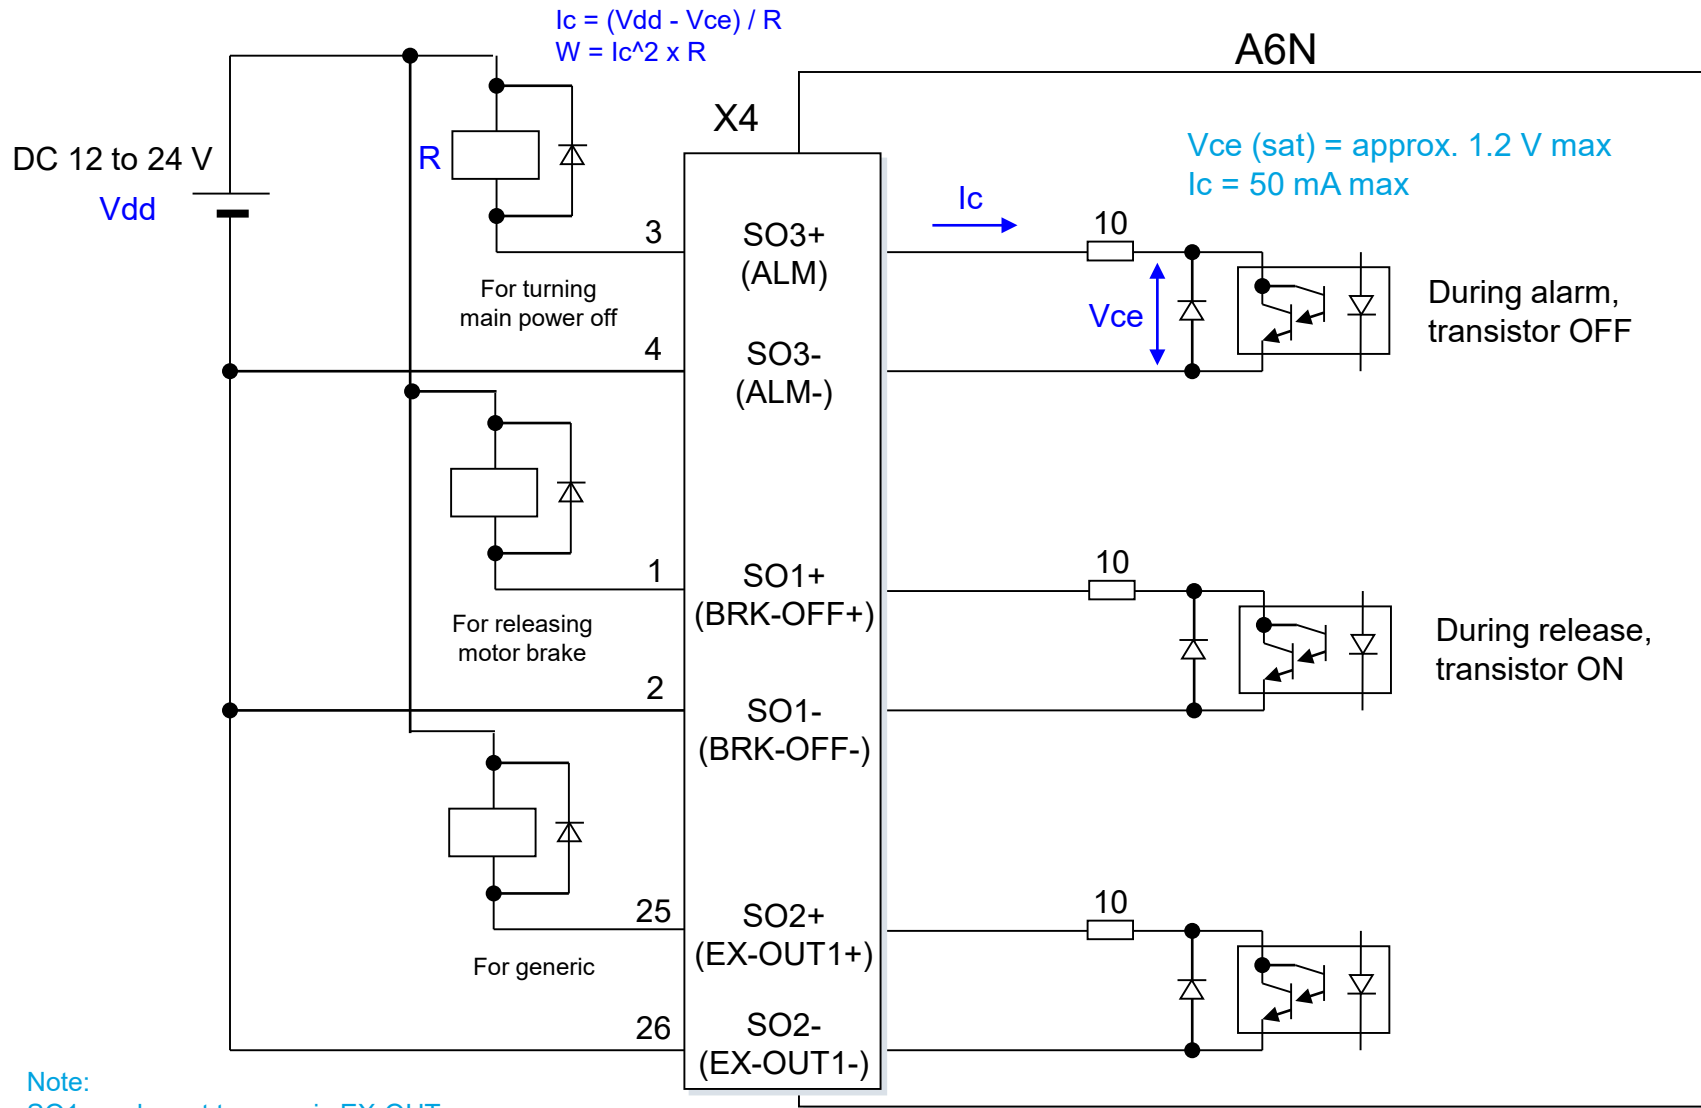 Ic = (Vdd - Vce) / R
W = Ic^2 x R
A6N
X4
DC 12 to 24 V
Vdd
R
Vce (sat) = approx. 1.2 V max
Ic = 50 mA max
Ic
10
3
SO3+
(ALM)
For turning
main power off
Vce
During alarm,
transistor OFF
4
SO3-
(ALM-)
10
1
SO1+
(BRK-OFF+)
For releasing
motor brake
During release,
transistor ON
2
SO1-
(BRK-OFF-)
10
25
SO2+
(EX-OUT1+)
For generic
26
SO2-
(EX-OUT1-)
Note: